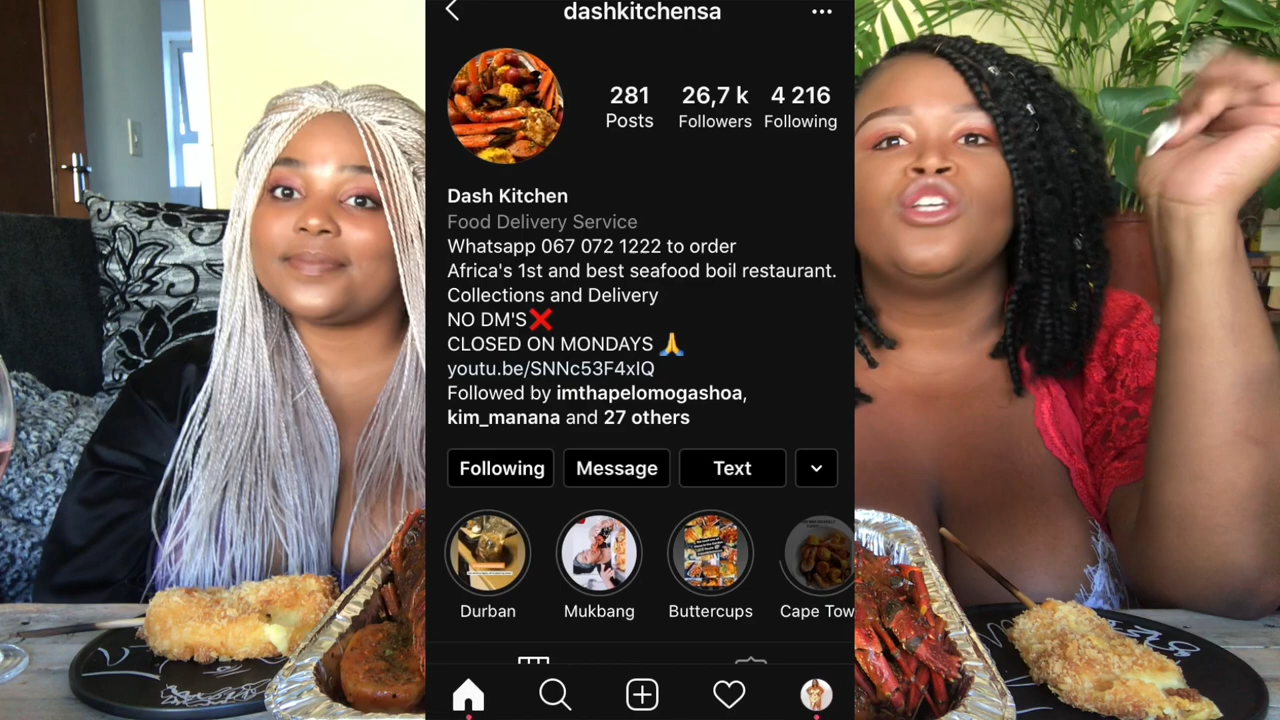 dashkitchensa
281 26,7 k 4 216
Posts Followers Following
Dash Kitchen
Food Delivery Service
Whatsapp 067 072 1222 to order
Africa's 1st and best seafood boil restaurant.
Collections and Delivery
NO DM'S❌
CLOSED ON MONDAYS 🙏
youtu.be/SNNc53F4xIQ
Followed by imthapelomogashoa,
kim_manana and 27 others
Following Message Text
Durban Mukbang Buttercups Cape Tow